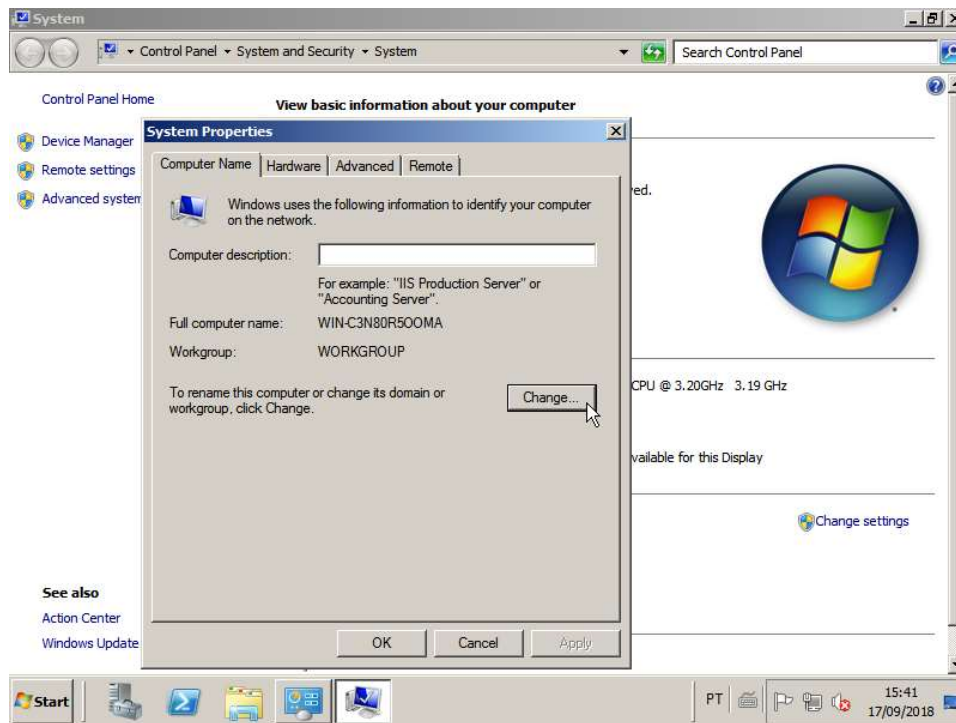 System
Control Panel
System and Security
System
Search Control Panel
Control Panel Home
View basic information about your computer
Device Manager
Remote settings
Advanced system
System Properties
Computer Name
Hardware
Advanced
Remote
Windows uses the following information to identify your computer
on the network.
Computer description:
For example: "IIS Production Server" or
"Accounting Server".
Full computer name:
WIN-C3N80R5OOMA
Workgroup:
WORKGROUP
To rename this computer or change its domain or
workgroup, click Change.
Change...
ved.
CPU @ 3.20GHz 3.19 GHz
vailable for this Display
Change settings
See also
Action Center
Windows Update
OK
Cancel
Apply
Start
PT
15:41
17/09/2018